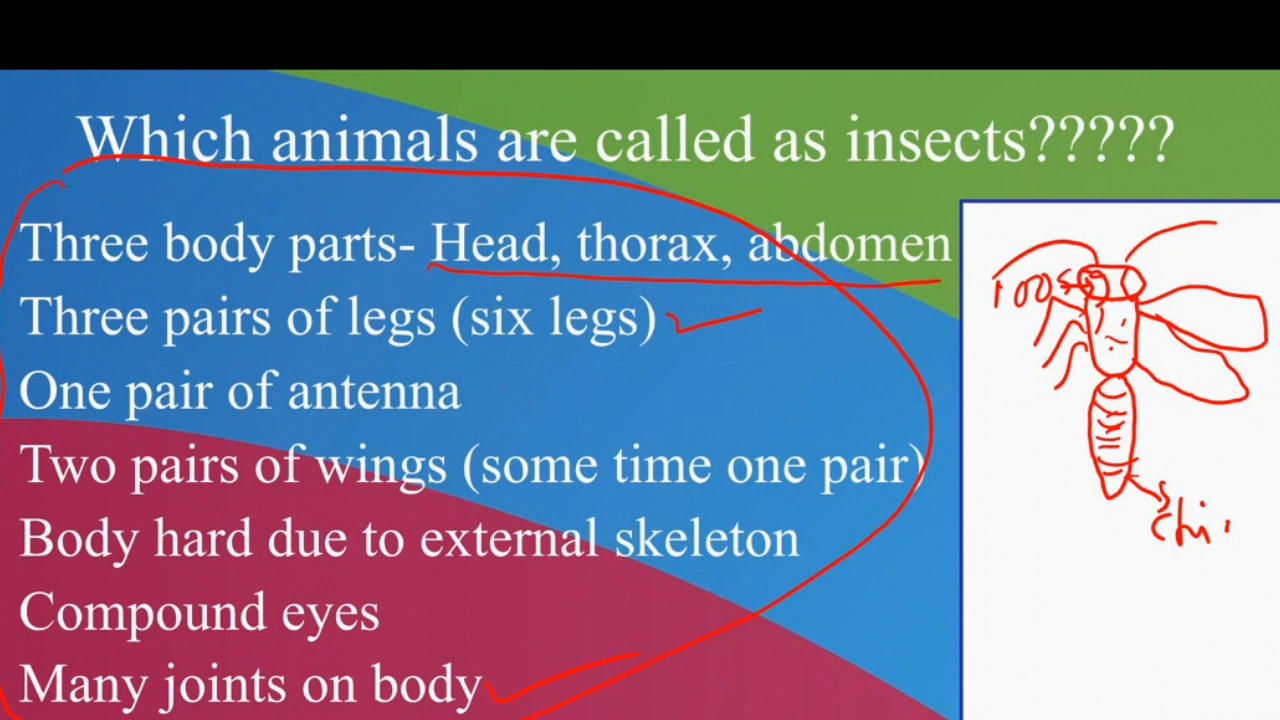 Which animals are called as insects?????
Three body parts- Head, thorax, abdomen
Three pairs of legs (six legs)
One pair of antenna
Two pairs of wings (some time one pair)
Body hard due to external skeleton
Compound eyes
Many joints on body
chi